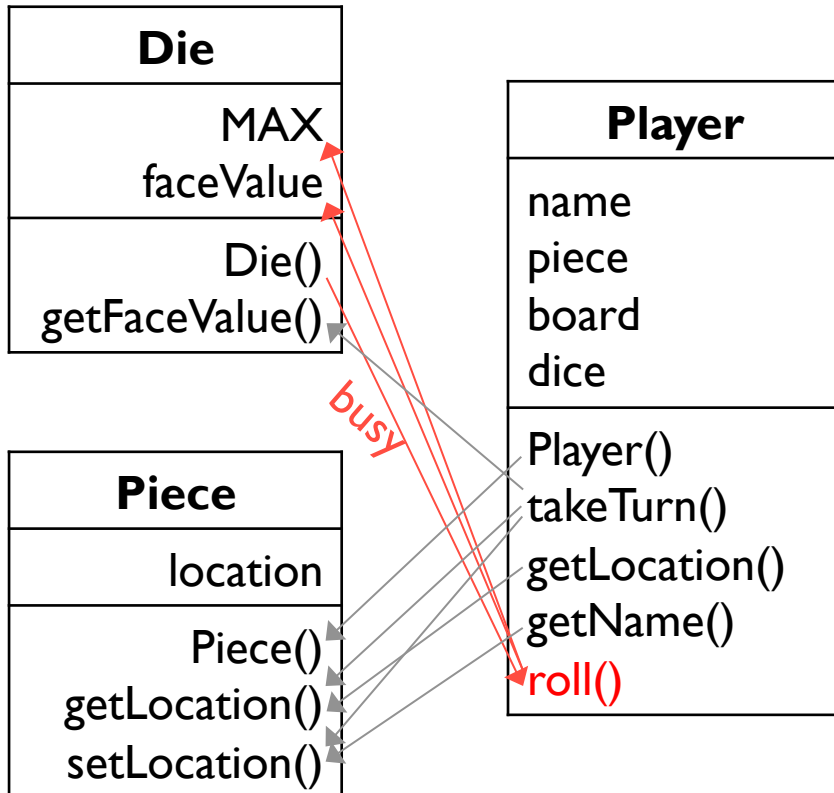 Die
MAX
faceValue
Die()
getFaceValue()
busy
Piece
location
Piece()
getLocation()
setLocation()
Player
name
piece
board
dice
Player()
takeTurn()
getLocation()
getName()
roll()